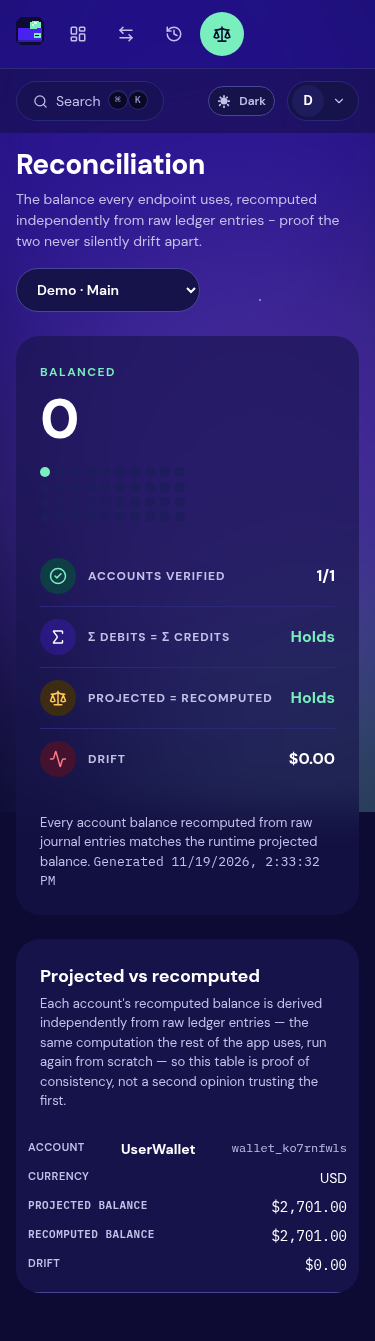 Search ⌘ K
Dark
D
Reconciliation
The balance every endpoint uses, recomputed
independently from raw ledger entries – proof the
two never silently drift apart.
Demo · Main
BALANCED
0
ACCOUNTS VERIFIED 1/1
Σ DEBITS = Σ CREDITS Holds
PROJECTED = RECOMPUTED Holds
DRIFT $0.00
Every account balance recomputed from raw
journal entries matches the runtime projected
balance. Generated 11/19/2026, 2:33:32
PM
Projected vs recomputed
Each account's recomputed balance is derived
independently from raw ledger entries — the
same computation the rest of the app uses, run
again from scratch — so this table is proof of
consistency, not a second opinion trusting the
first.
ACCOUNT UserWallet wallet_ko7rnfwls
CURRENCY USD
PROJECTED BALANCE $2,701.00
RECOMPUTED BALANCE $2,701.00
DRIFT $0.00